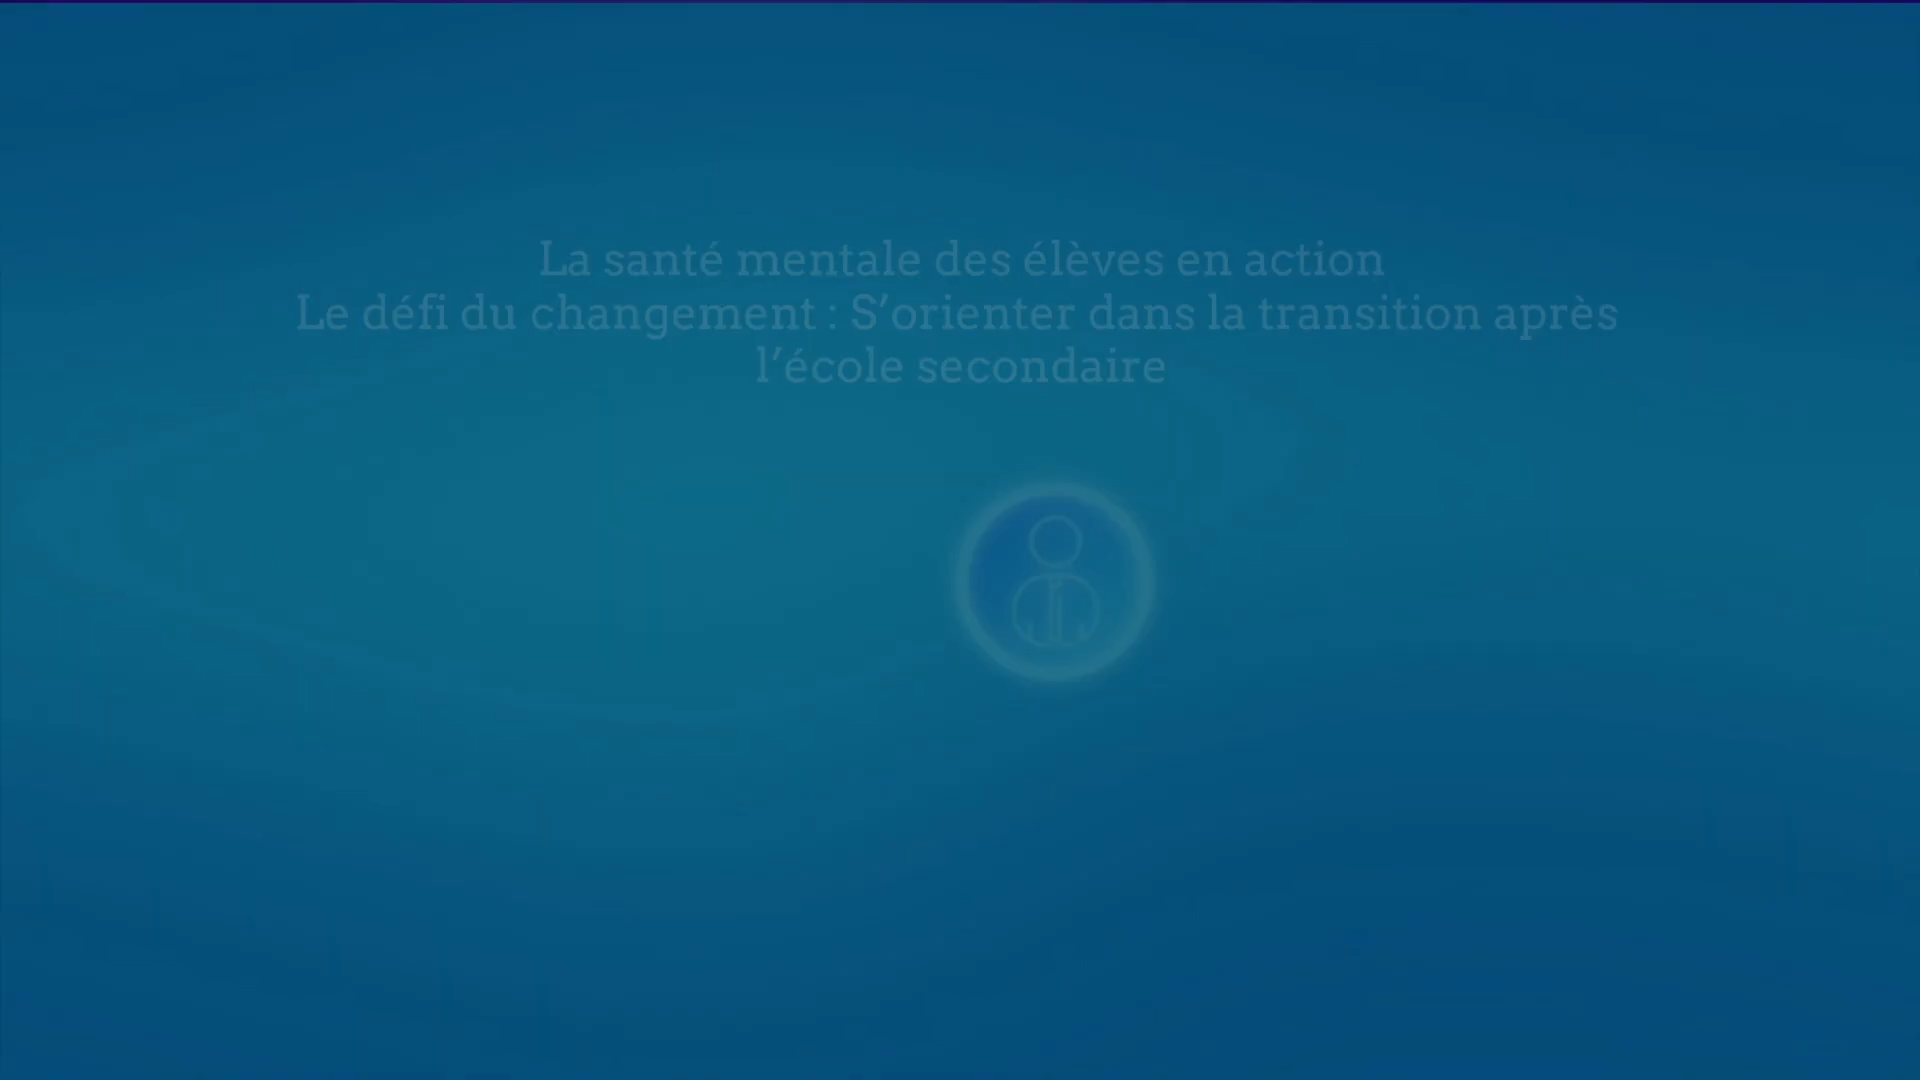 La santé mentale des élèves en action
Le défi du changement : S’orienter dans la transition après
l’école secondaire